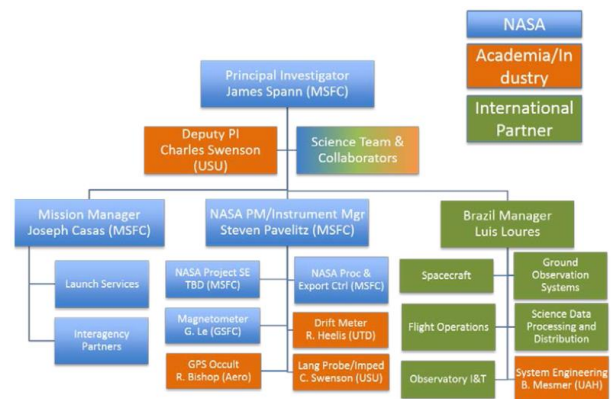 NASA
Academia/In
dustry
International
Partner
Principal Investigator
James Spann (MSFC)
Deputy PI
Charles Swenson
(USU)
Science Team &
Collaborators
Mission Manager
Joseph Casas (MSFC)
NASA PM/Instrument Mgr
Steven Pavelitz (MSFC)
Brazil Manager
Luis Loures
Launch Services
Interagency
Partners
NASA Project SE
TBD (MSFC)
NASA Proc &
Export Ctrl (MSFC)
Magnetometer
G. Le (GSFC)
Drift Meter
R. Heelis (UTD)
GPS Occult
R. Bishop (Aero)
Lang Probe/Imped
C. Swenson (USU)
Spacecraft
Ground
Observation
Systems
Flight Operations
Science Data
Processing and
Distribution
Observatory I&T
System Engineering
B. Mesmer (UAH)